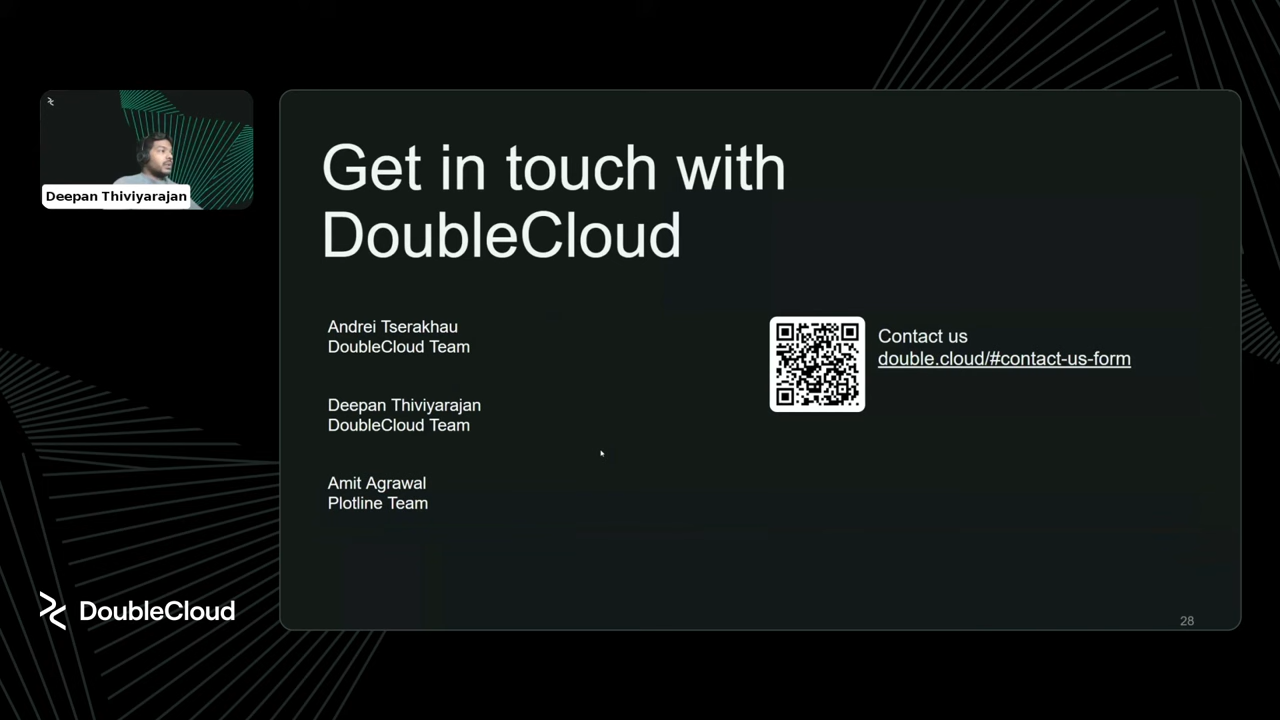 Deepan Thiviyarajan
Get in touch with
DoubleCloud
Andrei Tserakhau
DoubleCloud Team
Deepan Thiviyarajan
DoubleCloud Team
Amit Agrawal
Plotline Team
Contact us
double.cloud/#contact-us-form
DoubleCloud
28